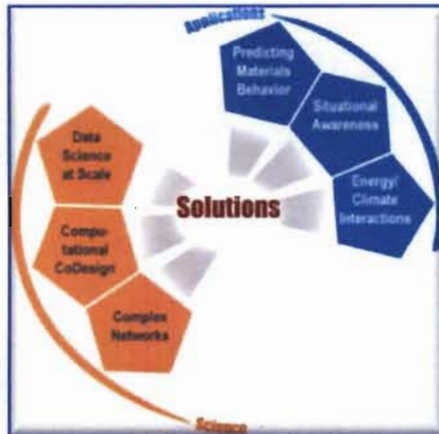 Applications
Predicting
Materials
Behavior
Situational
Awareness
Energy/
Climate
Interactions
Data
Science
at Scale
Solutions
Compu-
tational
CoDesign
Complex
Networks
Science